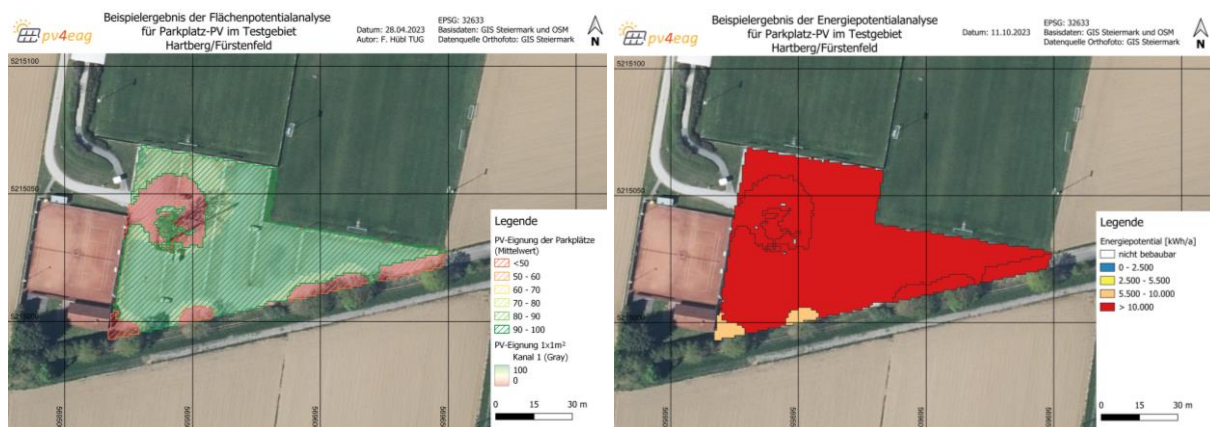 pv4eag
Beispielergebnis der Flächenpotentialanalyse
für Parkplatz-PV im Testgebiet
Hartberg/Fürstenfeld
Datum: 28.04.2023
Autor: F. Hübl TUG
EPSG: 32633
Basisdaten: GIS Steiermark und OSM
Datenquelle Orthofoto: GIS Steiermark
N
5215100
5215050
5215000
Legende
PV-Eignung der Parkplätze
(Mittelwert)
<50
50 - 60
60 - 70
70 - 80
80 - 90
90 - 100
PV-Eignung 1x1m²
Kanal 1 (Gray)
100
0
0 15 30 m
pv4eag
Beispielergebnis der Energiepotentialanalyse
für Parkplatz-PV im Testgebiet
Hartberg/Fürstenfeld
Datum: 11.10.2023
EPSG: 32633
Basisdaten: GIS Steiermark und OSM
Datenquelle Orthofoto: GIS Steiermark
N
5215100
5215050
5215000
Legende
Energiepotential [kWh/a]
nicht bebaubar
0 - 2.500
2.500 - 5.500
5.500 - 10.000
> 10.000
0 15 30 m